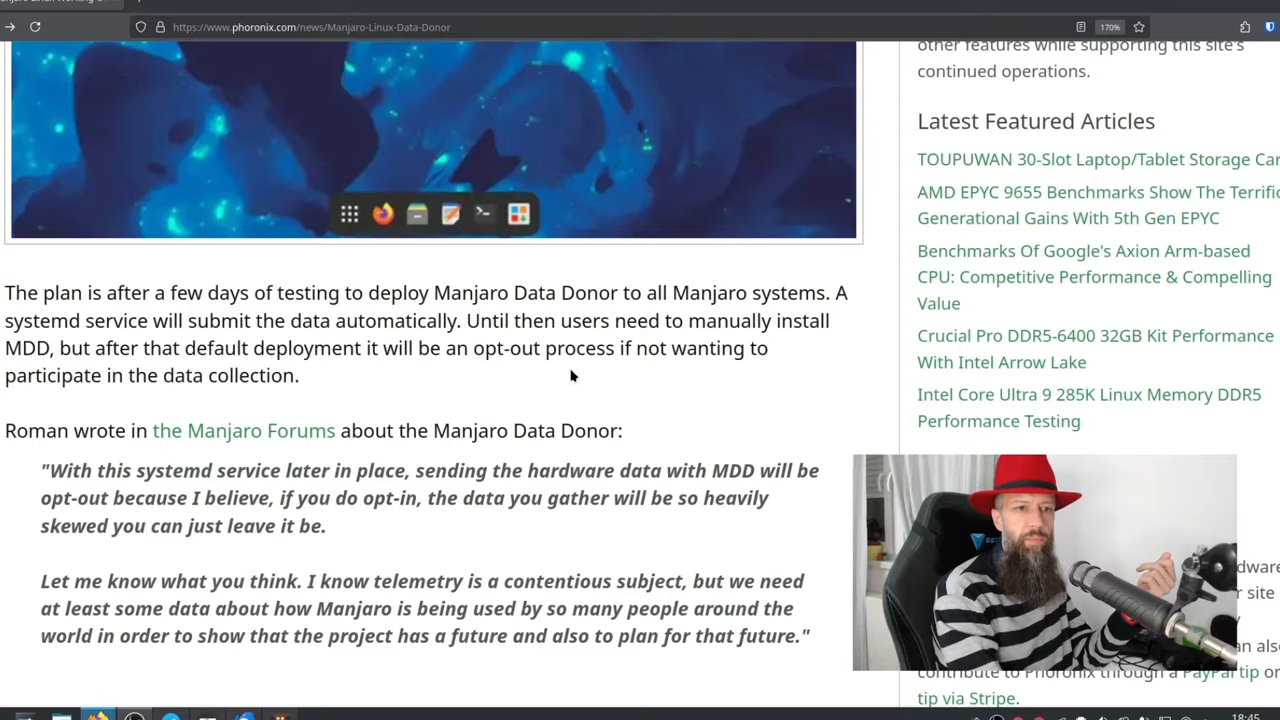 https://www.phoronix.com/news/Manjaro-Linux-Data-Donor
170%
other features while supporting this site's
continued operations.
Latest Featured Articles
TOUPUWAN 30-Slot Laptop/Tablet Storage Car
AMD EPYC 9655 Benchmarks Show The Terrific
Generational Gains With 5th Gen EPYC
Benchmarks Of Google's Axion Arm-based
CPU: Competitive Performance & Compelling
Value
Crucial Pro DDR5-6400 32GB Kit Performance
With Intel Arrow Lake
Intel Core Ultra 9 285K Linux Memory DDR5
Performance Testing
The plan is after a few days of testing to deploy Manjaro Data Donor to all Manjaro systems. A
systemd service will submit the data automatically. Until then users need to manually install
MDD, but after that default deployment it will be an opt-out process if not wanting to
participate in the data collection.
Roman wrote in the Manjaro Forums about the Manjaro Data Donor:
"With this systemd service later in place, sending the hardware data with MDD will be
opt-out because I believe, if you do opt-in, the data you gather will be so heavily
skewed you can just leave it be.
Let me know what you think. I know telemetry is a contentious subject, but we need
at least some data about how Manjaro is being used by so many people around the
world in order to show that the project has a future and also to plan for that future."
dware
r site
an also
contribute to Phoronix through a PayPal tip or
tip via Stripe.
18:45